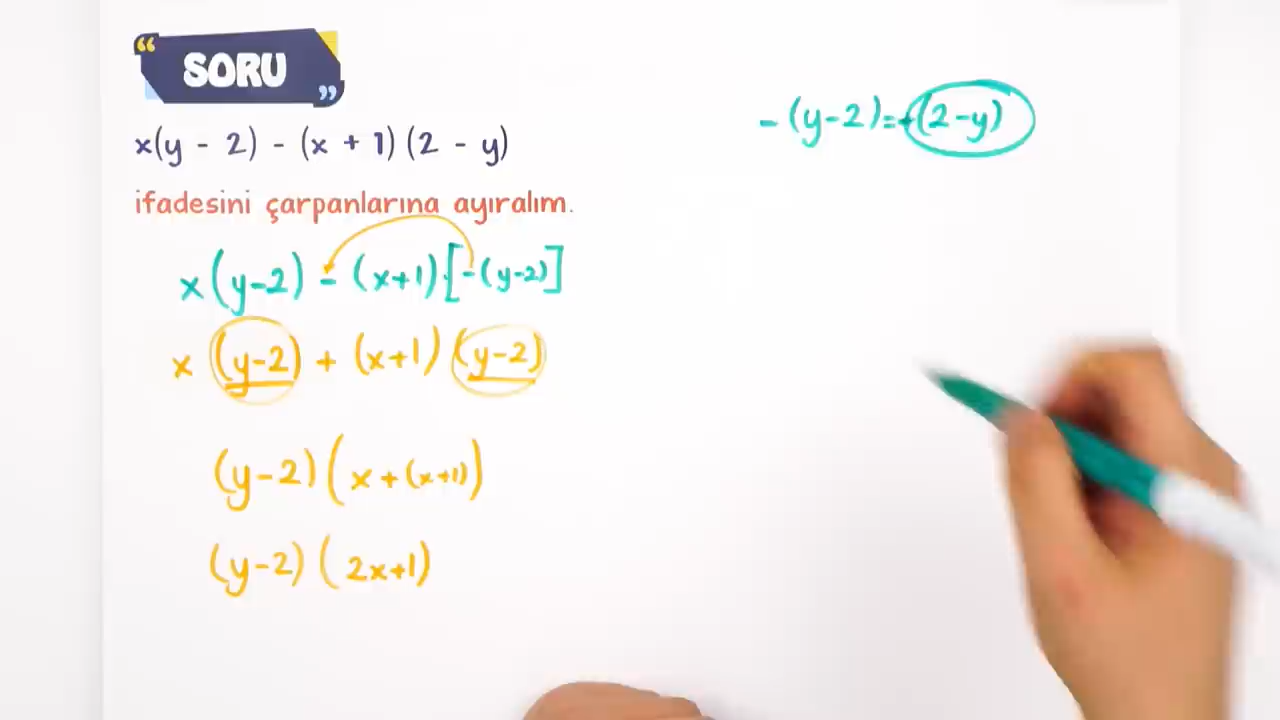 SORU
x(y - 2) - (x + 1)(2 - y)
ifadesini çarpanlarına ayıralım.
x(y-2) - (x+1)[-(y-2)]
x (y-2) + (x+1)(y-2)
(y-2)(x+(x+1))
(y-2)(2x+1)
-(y-2)=+(2-y)